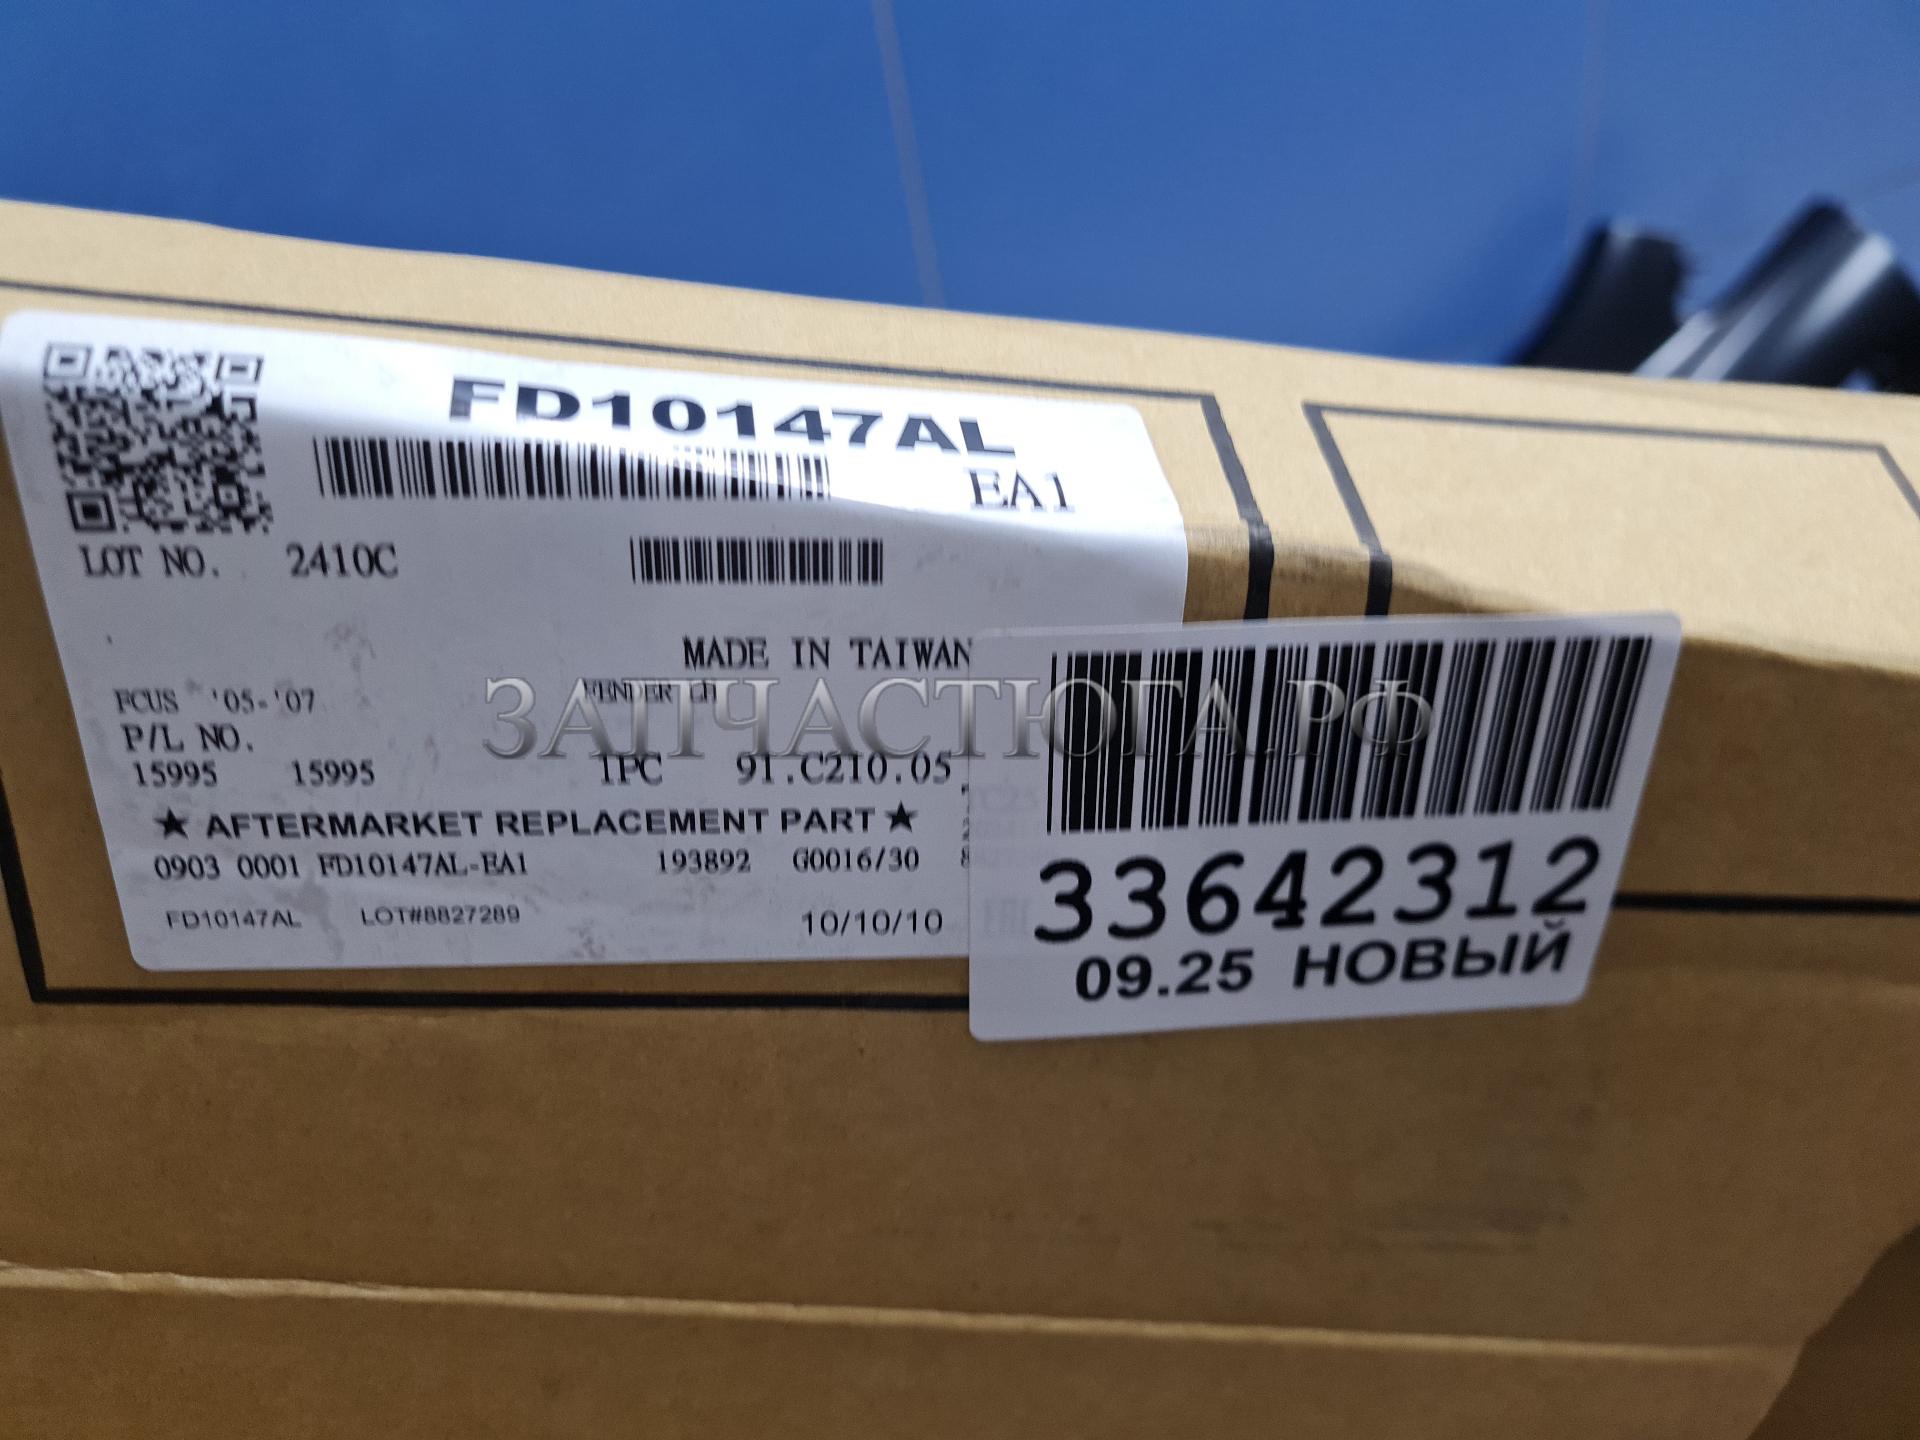 FD10147AL
EA1
LOT NO. 2410C
MADE IN TAIWAN
FCUS '05-'07 FENDER LH
ЗАПЧАСТЮГА.РФ
P/L NO.
15995 15995 1PC 91.C210.05
★ AFTERMARKET REPLACEMENT PART ★
0903 0001 FD10147AL-EA1 193892 G0016/30
FD10147AL LOT#8827289 10/10/10
33642312
09.25 НОВЫЙ